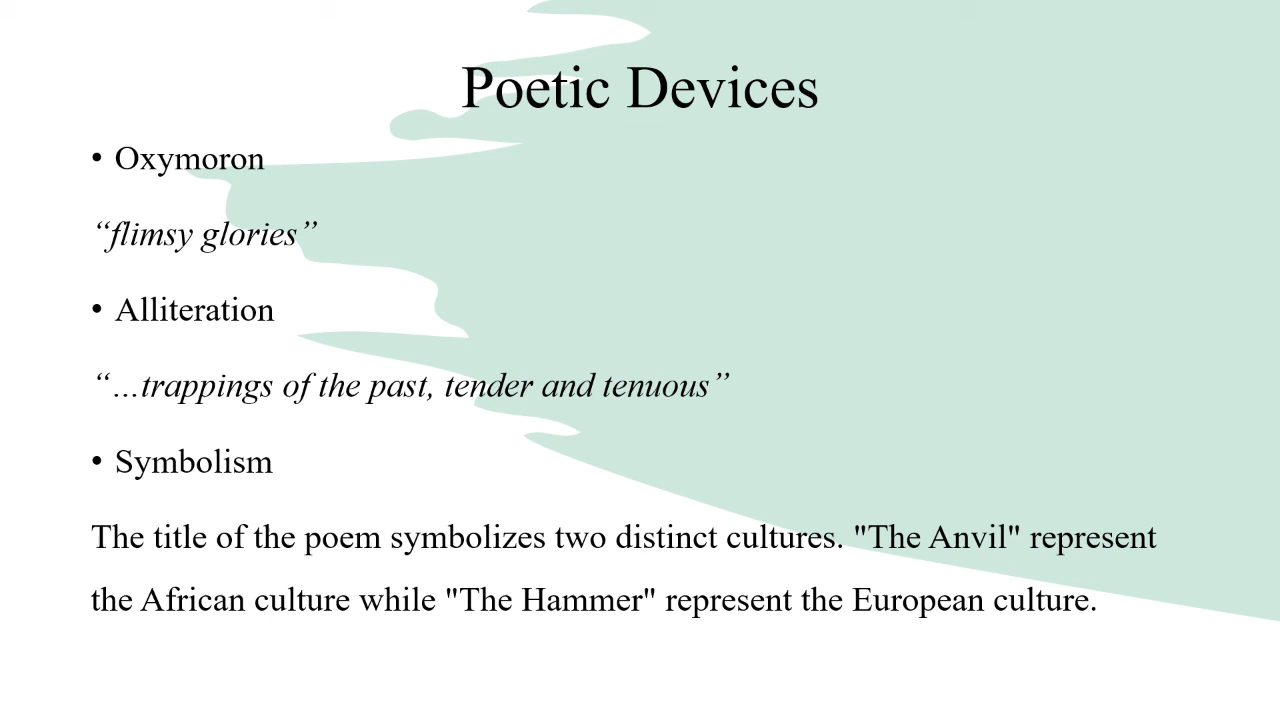 Poetic Devices
• Oxymoron
“flimsy glories”
• Alliteration
“…trappings of the past, tender and tenuous”
• Symbolism
The title of the poem symbolizes two distinct cultures. "The Anvil" represent
the African culture while "The Hammer" represent the European culture.